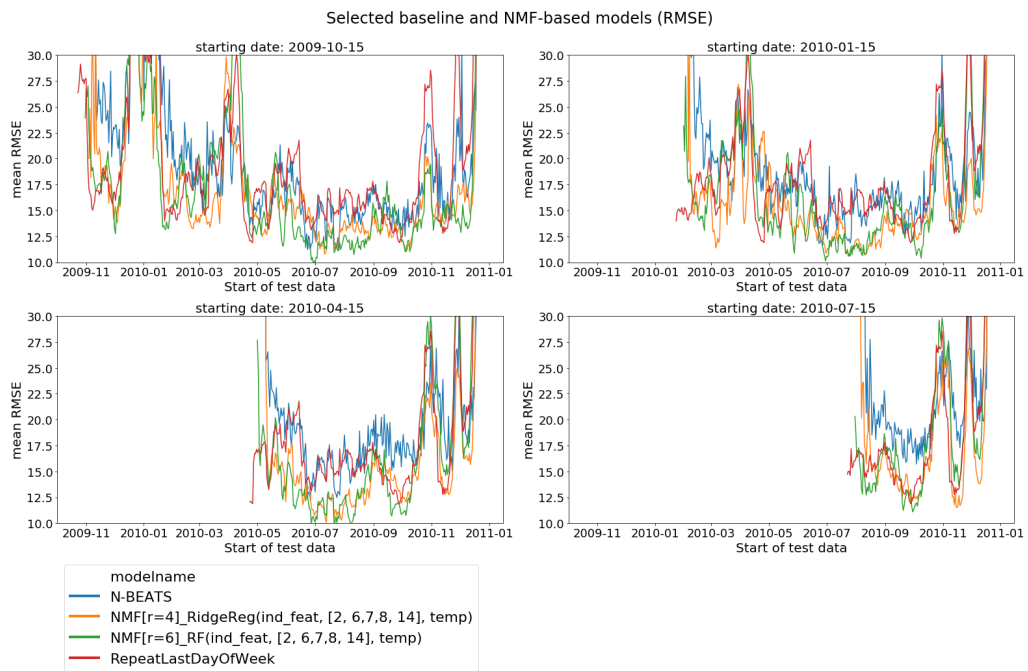 Selected baseline and NMF-based models (RMSE)
starting date: 2009-10-15
mean RMSE
30.0
27.5
25.0
22.5
20.0
17.5
15.0
12.5
10.0
2009-11 2010-01 2010-03 2010-05 2010-07 2010-09 2010-11 2011-01
Start of test data
starting date: 2010-01-15
mean RMSE
30.0
27.5
25.0
22.5
20.0
17.5
15.0
12.5
10.0
2009-11 2010-01 2010-03 2010-05 2010-07 2010-09 2010-11 2011-01
Start of test data
starting date: 2010-04-15
mean RMSE
30.0
27.5
25.0
22.5
20.0
17.5
15.0
12.5
10.0
2009-11 2010-01 2010-03 2010-05 2010-07 2010-09 2010-11 2011-01
Start of test data
starting date: 2010-07-15
mean RMSE
30.0
27.5
25.0
22.5
20.0
17.5
15.0
12.5
10.0
2009-11 2010-01 2010-03 2010-05 2010-07 2010-09 2010-11 2011-01
Start of test data
modelname
N-BEATS
NMF[r=4]_RidgeReg(ind_feat, [2, 6,7,8, 14], temp)
NMF[r=6]_RF(ind_feat, [2, 6,7,8, 14], temp)
RepeatLastDayOfWeek